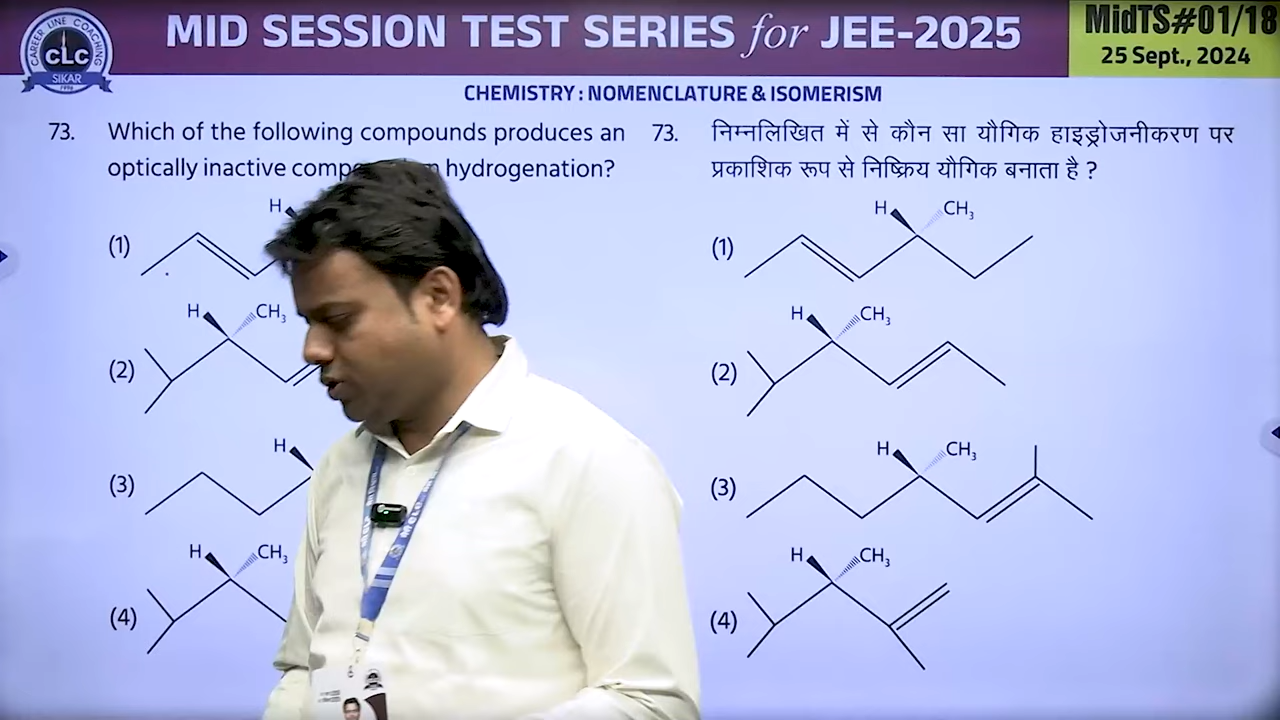 CAREER LINE COACHING
CLC
SIKAR
1996
MID SESSION TEST SERIES for JEE-2025
MidTS#01/18
25 Sept., 2024
CHEMISTRY : NOMENCLATURE & ISOMERISM
73. Which of the following compounds produces an
optically inactive hydrogenation?
(1)
H
(2)
H CH3
(3)
H
(4)
H CH3
73. निम्नलिखित में से कौन सा यौगिक हाइड्रोजनीकरण पर
प्रकाशिक रूप से निष्क्रिय यौगिक बनाता है ?
(1)
H CH3
(2)
H CH3
(3)
H CH3
(4)
H CH3